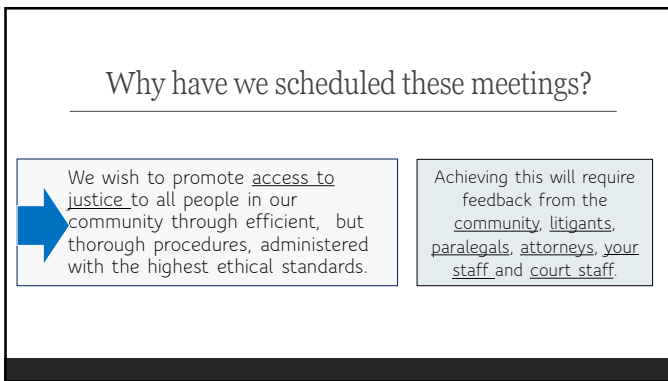 Why have we scheduled these meetings?
We wish to promote access to
justice to all people in our
community through efficient, but
thorough procedures, administered
with the highest ethical standards.
Achieving this will require
feedback from the
community, litigants,
paralegals, attorneys, your
staff and court staff.